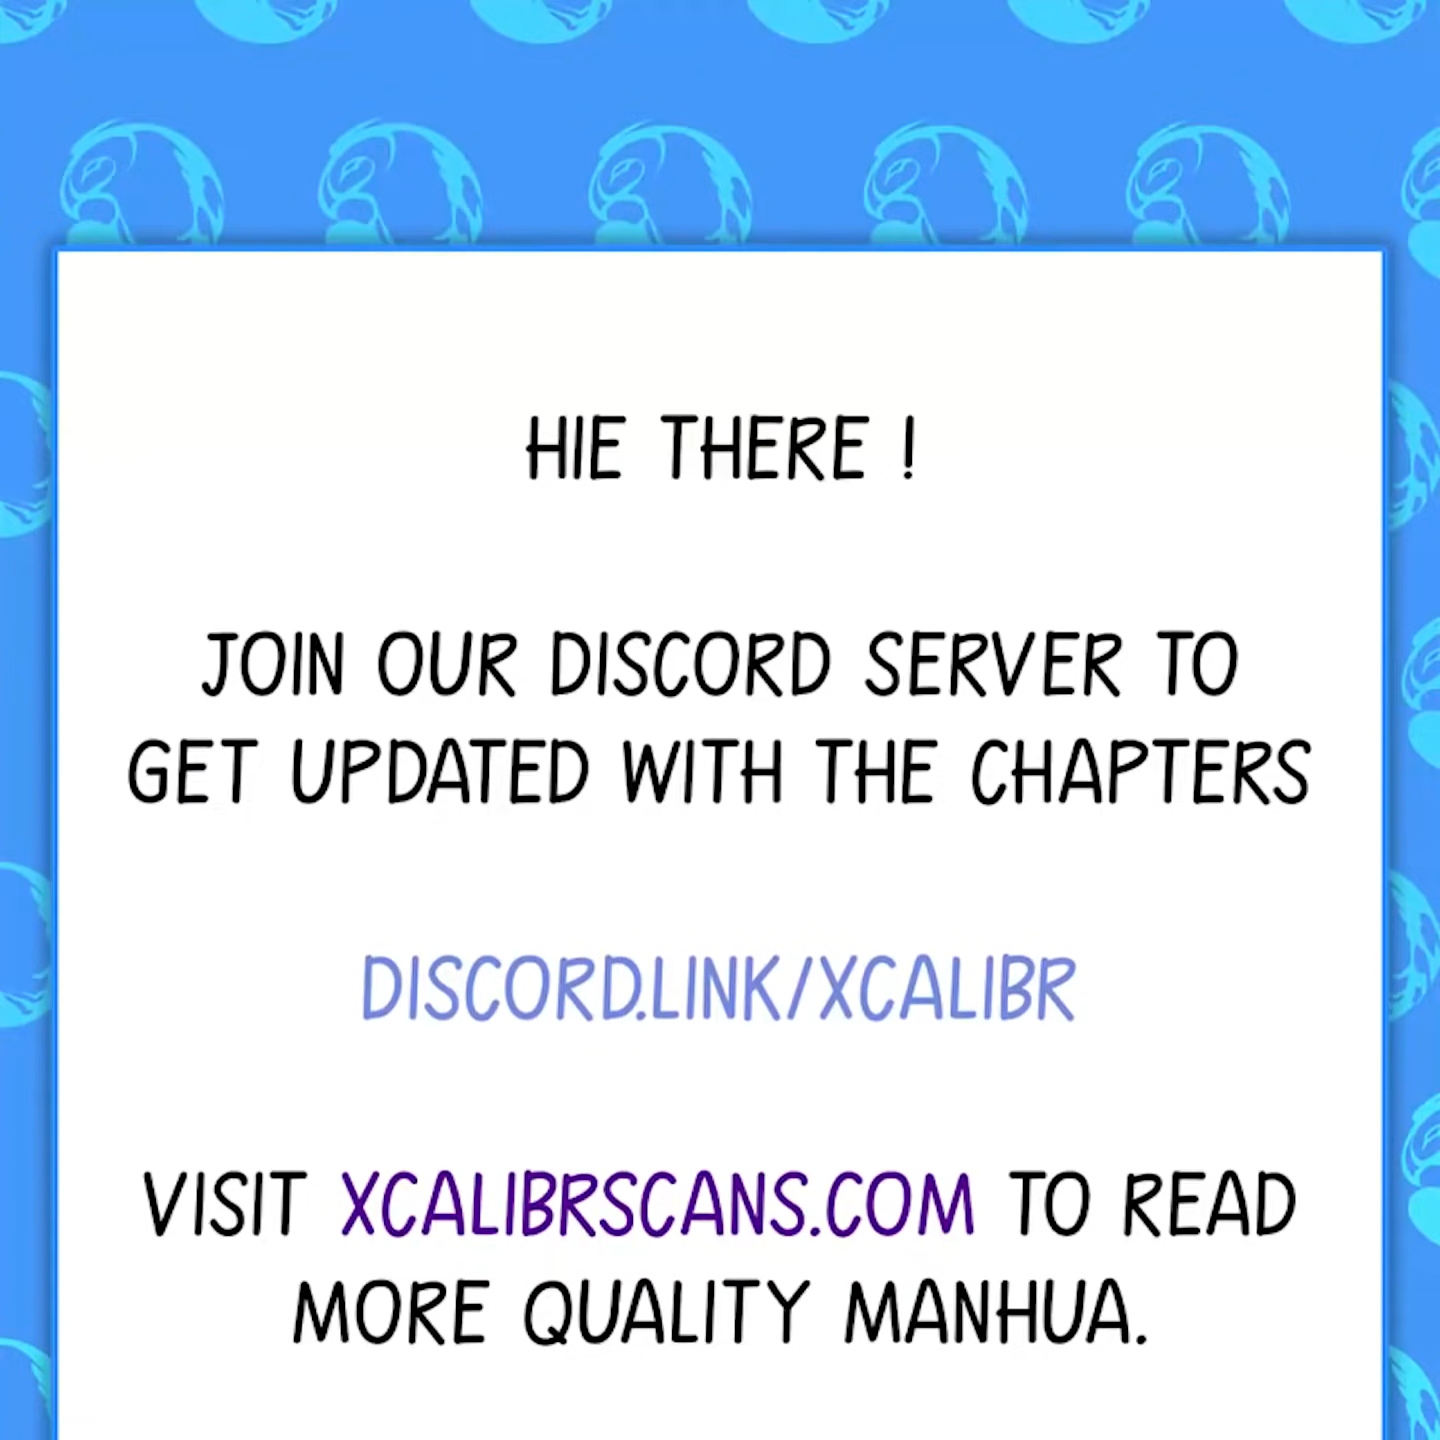 HIE THERE !
JOIN OUR DISCORD SERVER TO
GET UPDATED WITH THE CHAPTERS
DISCORD.LINK/XCALIBR
VISIT XCALIBRSCANS.COM TO READ
MORE QUALITY MANHUA.